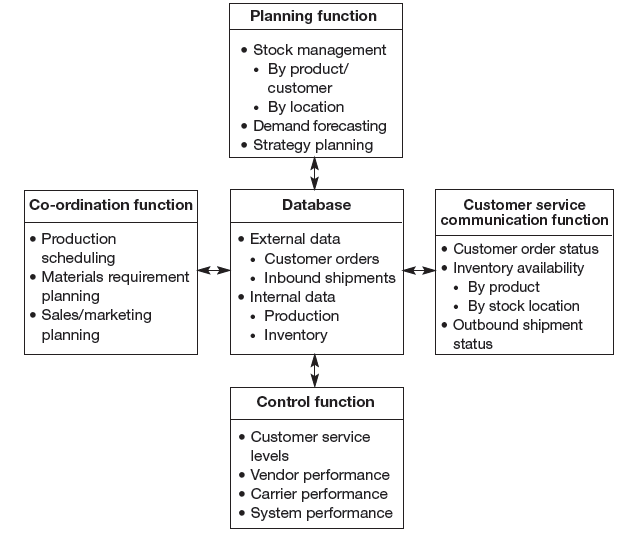 Planning function
• Stock management
• By product/
customer
• By location
• Demand forecasting
• Strategy planning
Co-ordination function
• Production
scheduling
• Materials requirement
planning
• Sales/marketing
planning
Database
• External data
• Customer orders
• Inbound shipments
• Internal data
• Production
• Inventory
Customer service
communication function
• Customer order status
• Inventory availability
• By product
• By stock location
• Outbound shipment
status
Control function
• Customer service
levels
• Vendor performance
• Carrier performance
• System performance